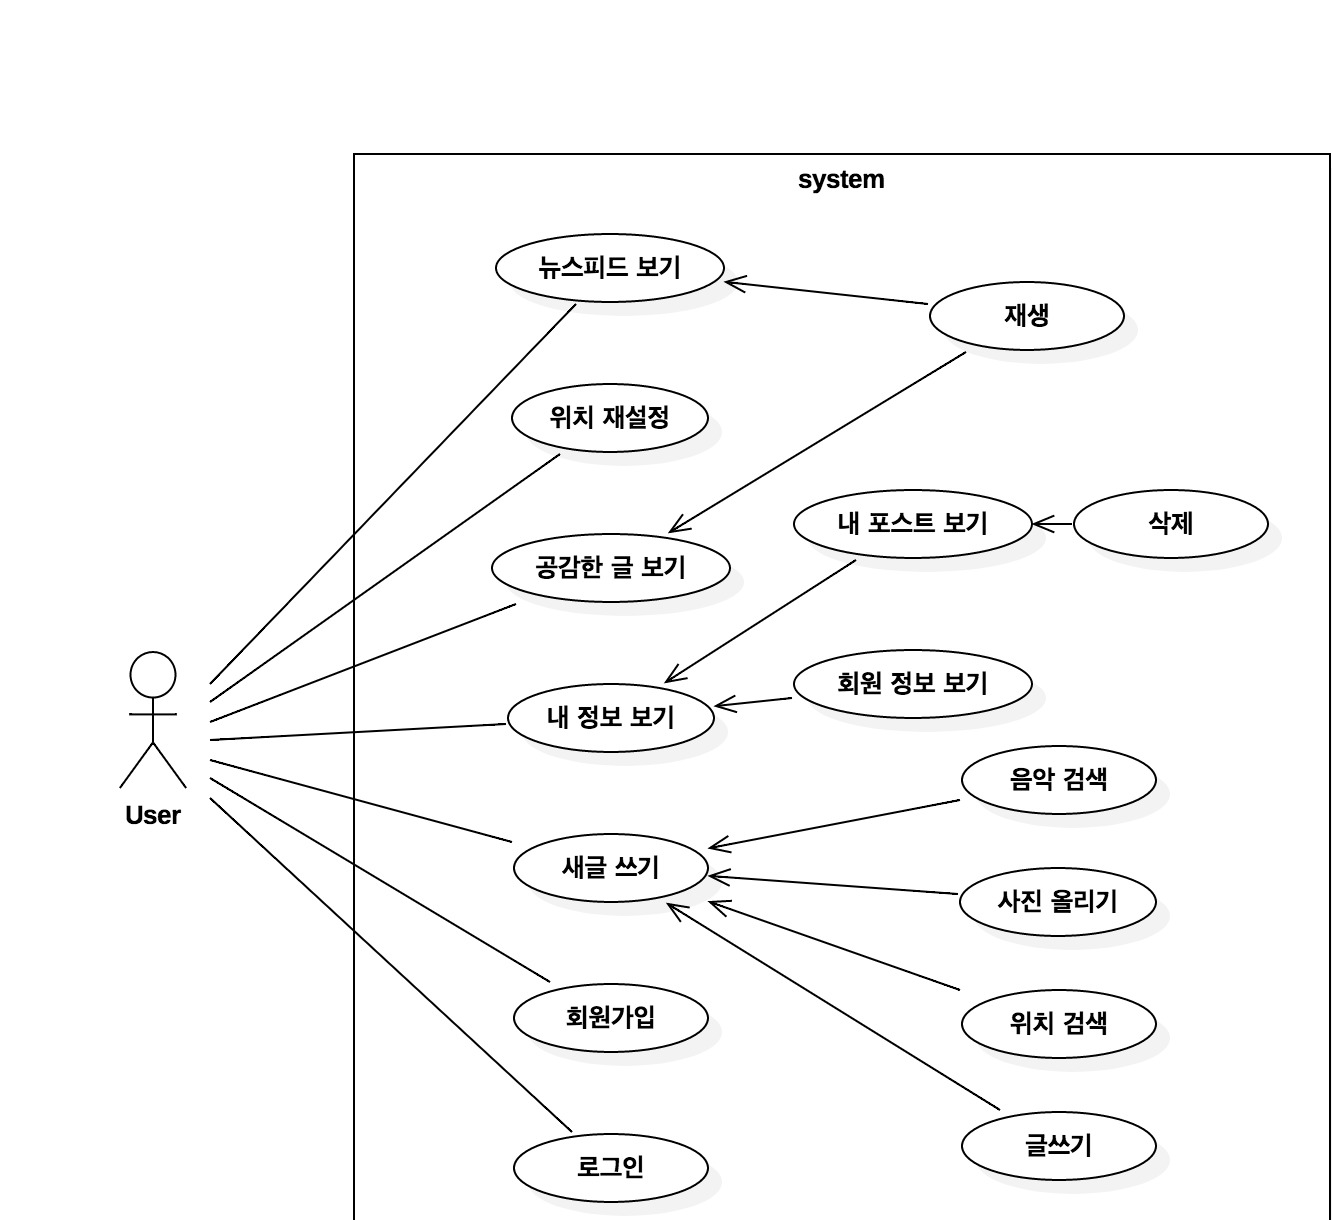 system
뉴스피드 보기
재생
위치 재설정
내 포스트 보기
삭제
공감한 글 보기
회원 정보 보기
내 정보 보기
음악 검색
User
새글 쓰기
사진 올리기
회원가입
위치 검색
글쓰기
로그인